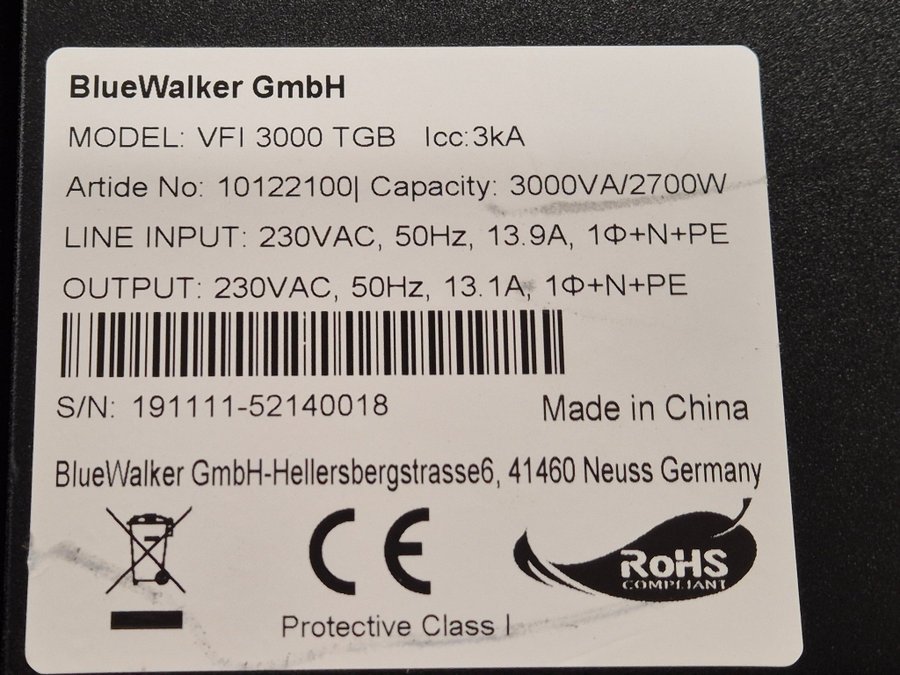 BlueWalker GmbH
MODEL: VFI 3000 TGB Icc:3kA
Artide No: 10122100| Capacity: 3000VA/2700W
LINE INPUT: 230VAC, 50Hz, 13.9A, 1Φ+N+PE
OUTPUT: 230VAC, 50Hz, 13.1A, 1Φ+N+PE
S/N: 191111-52140018
Made in China
BlueWalker GmbH-Hellersbergstrasse6, 41460 Neuss Germany
CE
RoHS
COMPLIANT
Protective Class I